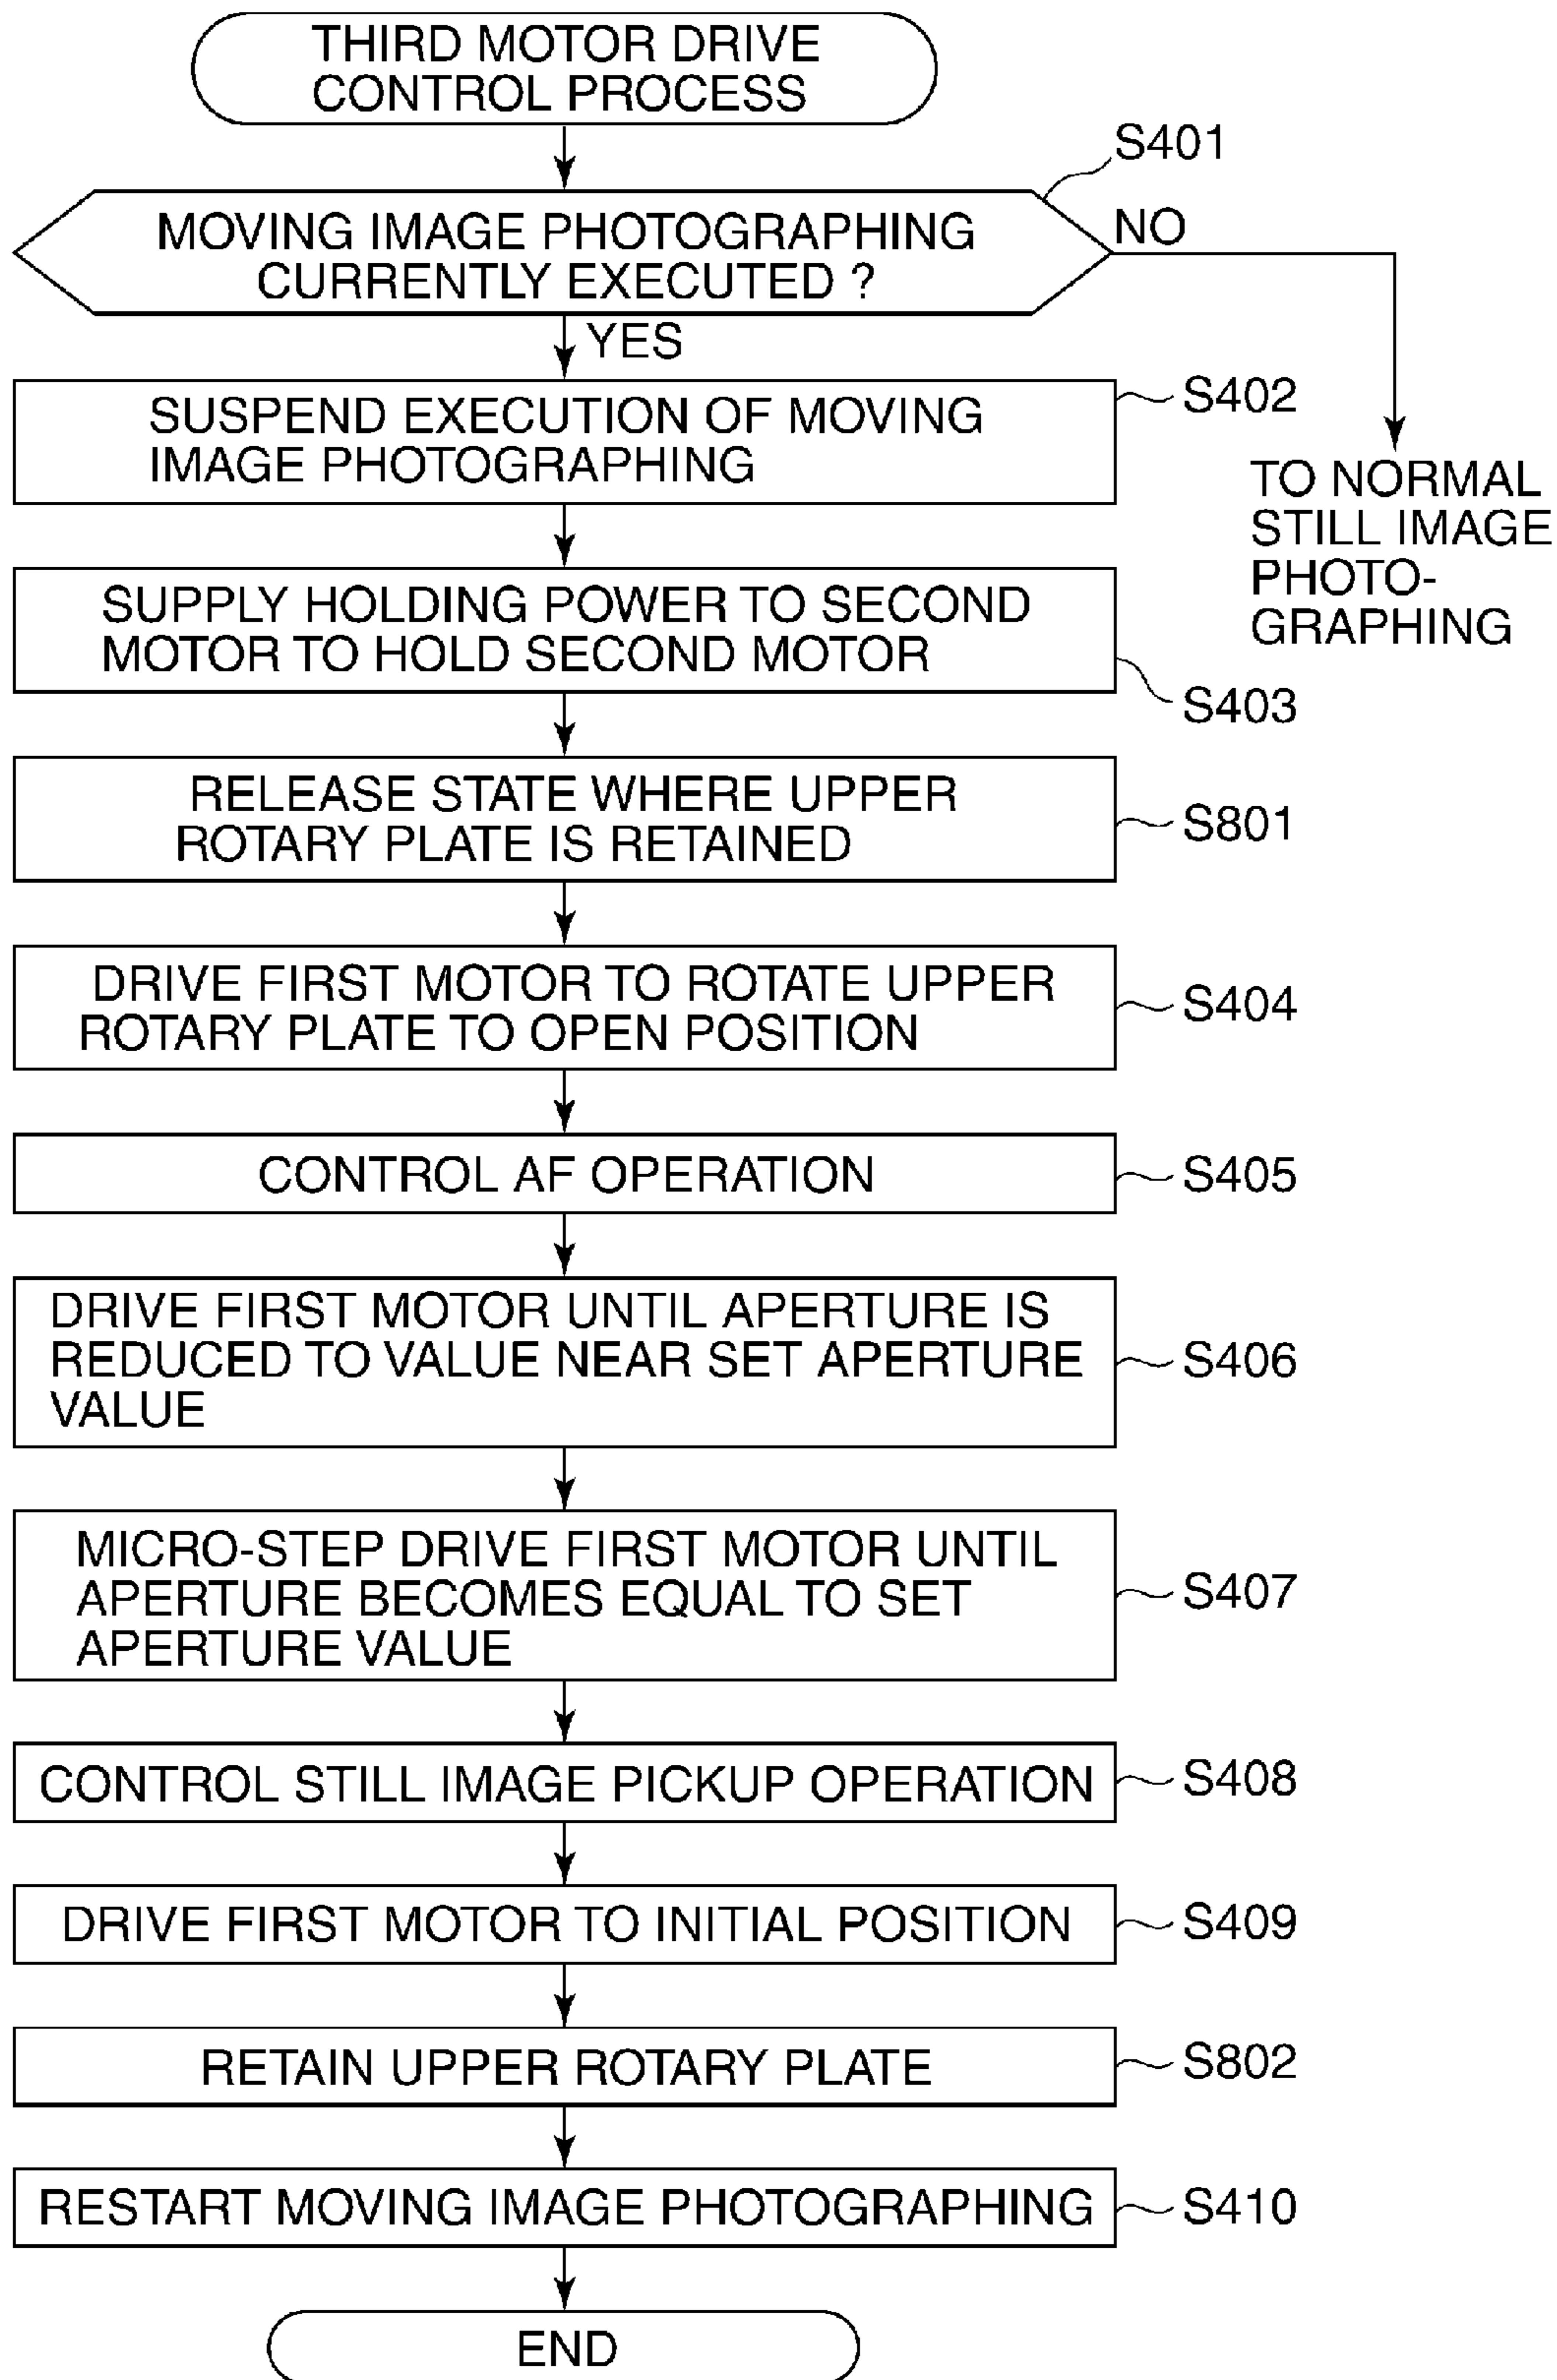 THIRD MOTOR DRIVE
CONTROL PROCESS
S401
MOVING IMAGE PHOTOGRAPHING
CURRENTLY EXECUTED ?
NO
YES
TO NORMAL
STILL IMAGE
PHOTO-
GRAPHING
SUSPEND EXECUTION OF MOVING
IMAGE PHOTOGRAPHING
S402
SUPPLY HOLDING POWER TO SECOND
MOTOR TO HOLD SECOND MOTOR
S403
RELEASE STATE WHERE UPPER
ROTARY PLATE IS RETAINED
S801
DRIVE FIRST MOTOR TO ROTATE UPPER
ROTARY PLATE TO OPEN POSITION
S404
CONTROL AF OPERATION
S405
DRIVE FIRST MOTOR UNTIL APERTURE IS
REDUCED TO VALUE NEAR SET APERTURE
VALUE
S406
MICRO-STEP DRIVE FIRST MOTOR UNTIL
APERTURE BECOMES EQUAL TO SET
APERTURE VALUE
S407
CONTROL STILL IMAGE PICKUP OPERATION
S408
DRIVE FIRST MOTOR TO INITIAL POSITION
S409
RETAIN UPPER ROTARY PLATE
S802
RESTART MOVING IMAGE PHOTOGRAPHING
S410
END